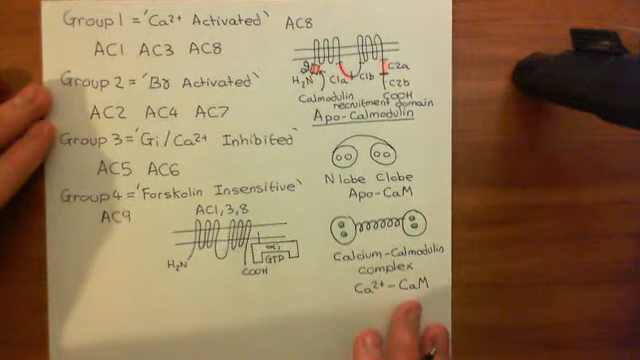 Group 1 = 'Ca²⁺ Activated'
AC1 AC3 AC8
Group 2 = 'Bγ Activated'
AC2 AC4 AC7
Group 3 = 'Gi/Ca²⁺ Inhibited'
AC5 AC6
Group 4 = 'Forskolin Insensitive'
AC9
AC1,3,8
H₂N
COOH
αi
GTP
AC8
H₂N
C1a
C1b
C2a
C2b
COOH
Calmodulin
recruitment domain
Apo-Calmodulin
N lobe C lobe
Apo-CaM
Calcium-Calmodulin
complex
Ca²⁺-CaM